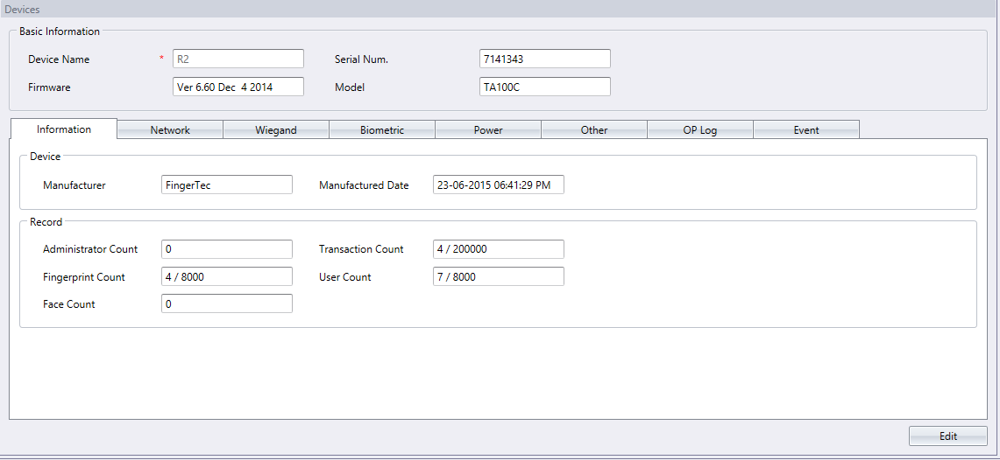 Devices
Basic Information
Device Name * R2 Serial Num. 7141343
Firmware Ver 6.60 Dec 4 2014 Model TA100C
Information Network Wiegand Biometric Power Other OP Log Event
Device
Manufacturer FingerTec Manufactured Date 23-06-2015 06:41:29 PM
Record
Administrator Count 0 Transaction Count 4 / 200000
Fingerprint Count 4 / 8000 User Count 7 / 8000
Face Count 0
Edit